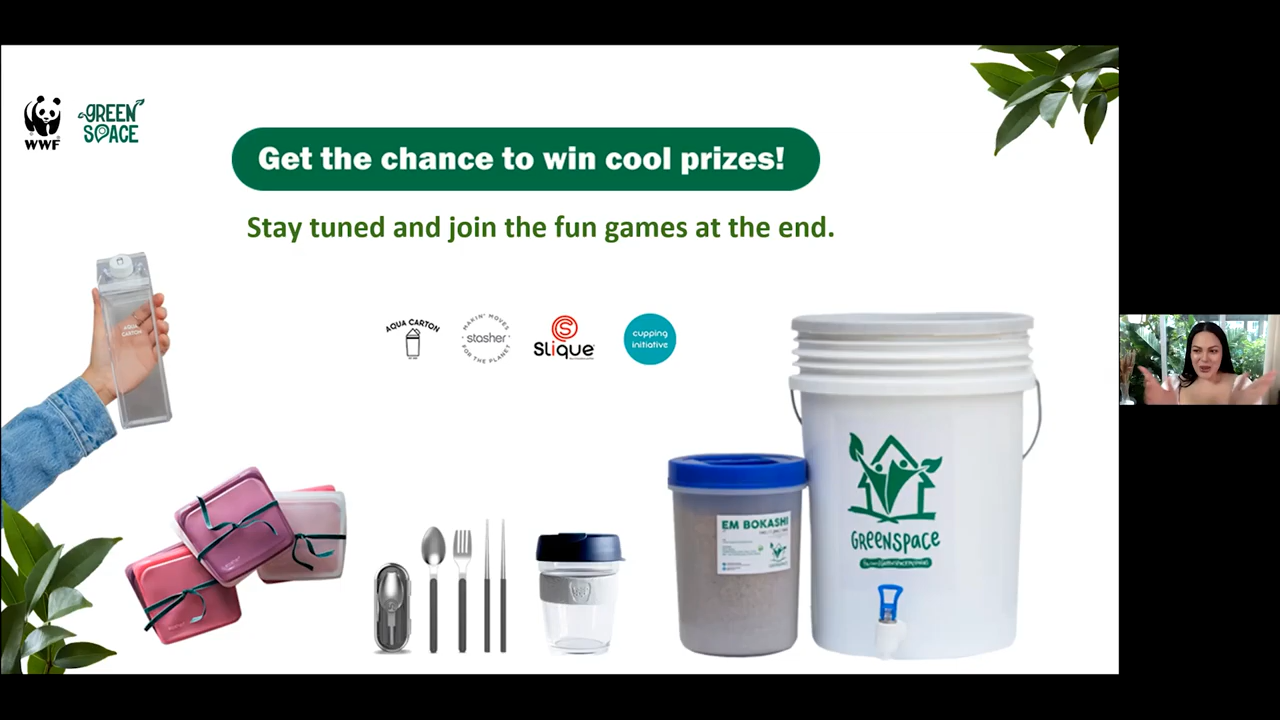 WWF
GREEN
SPACE
Get the chance to win cool prizes!
Stay tuned and join the fun games at the end.
AQUA
CARTON
AQUA CARTON
MAKIN' MOVES
stasher
FOR THE PLANET
Slique
cupping
initiative
EM BOKASHI
GREENSPACE